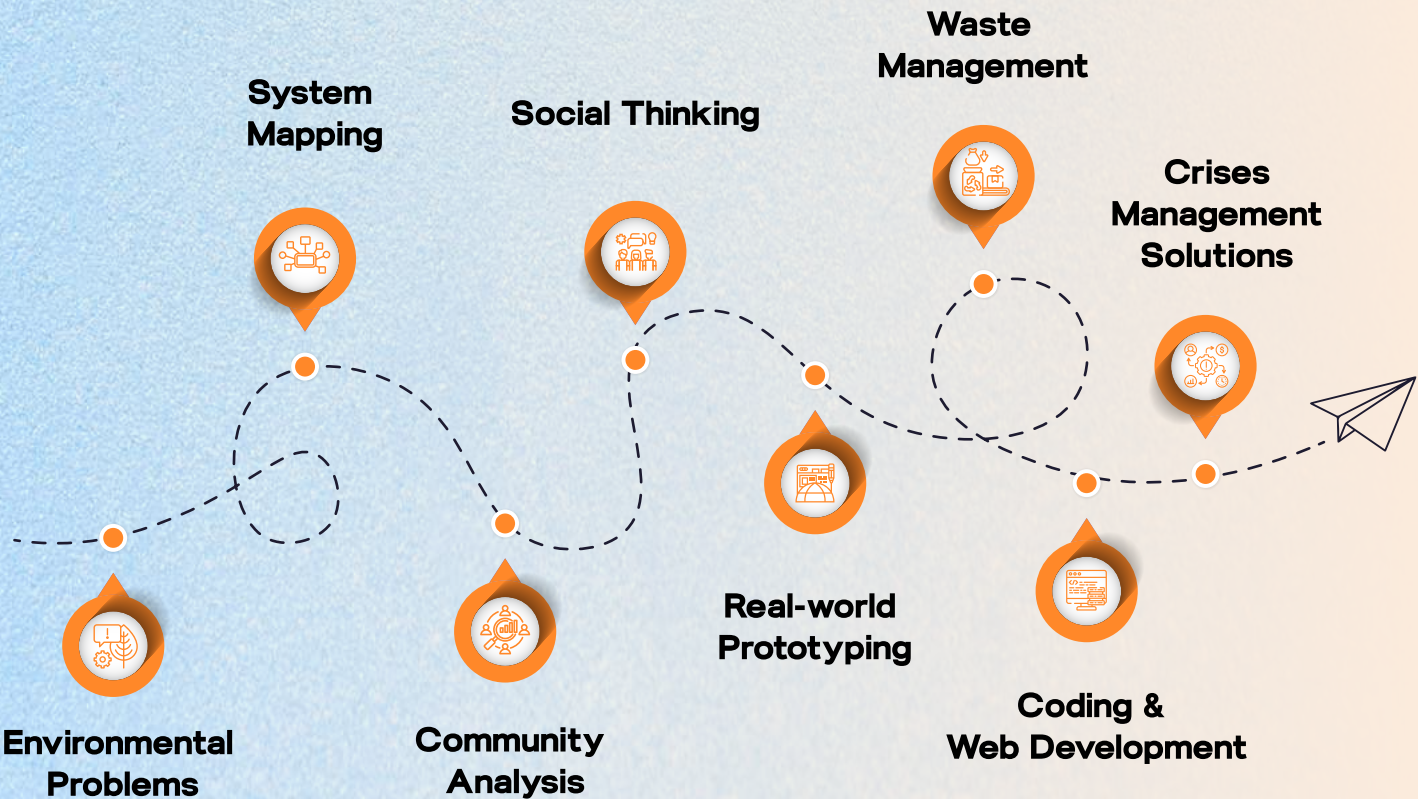 Environmental
Problems
System
Mapping
Community
Analysis
Social Thinking
Real-world
Prototyping
Waste
Management
Coding &
Web Development
Crises
Management
Solutions